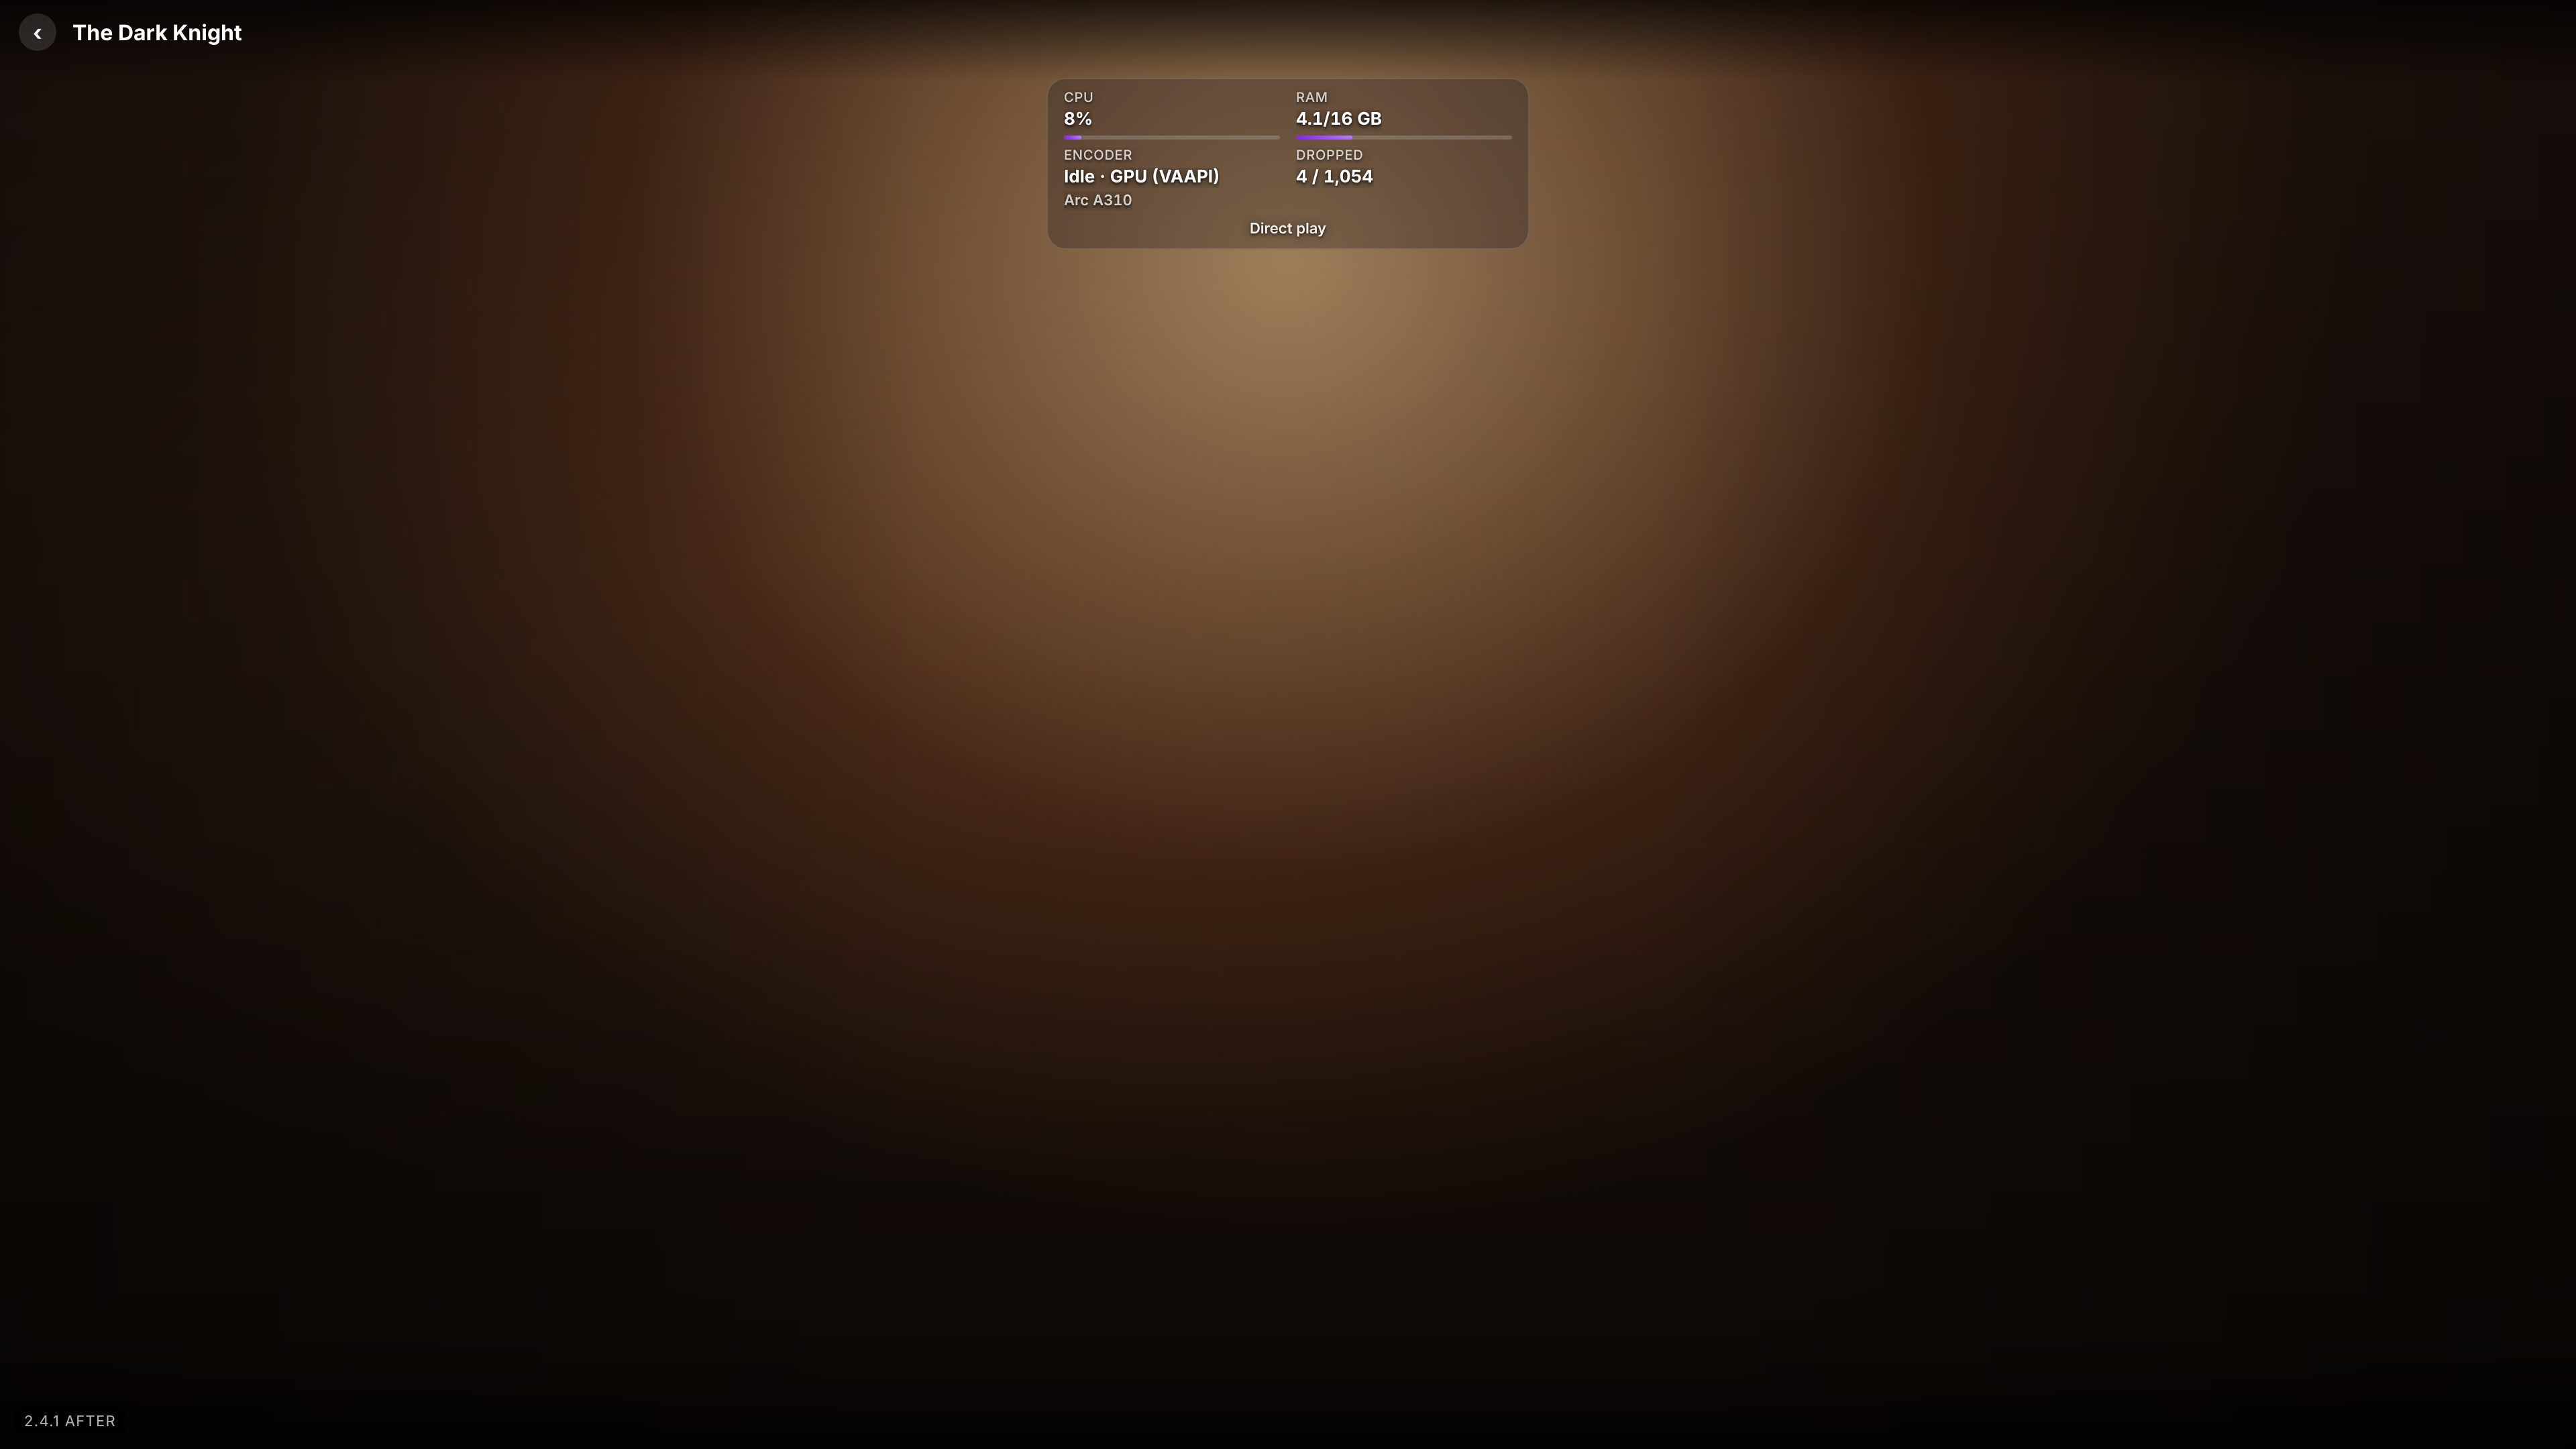 ‹ The Dark Knight
CPU
8%
RAM
4.1/16 GB
ENCODER
Idle · GPU (VAAPI)
Arc A310
DROPPED
4 / 1,054
Direct play
2.4.1 AFTER